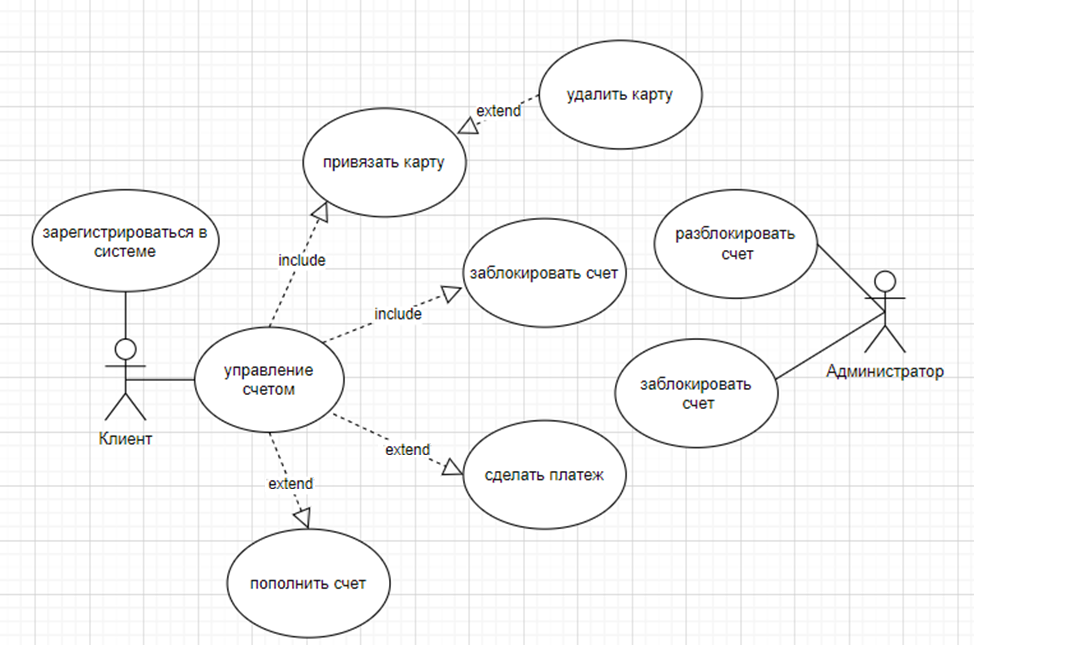 удалить карту
extend
привязать карту
зарегистрироваться в
системе
разблокировать
счет
include
заблокировать счет
include
управление
счетом
Администратор
заблокировать
счет
Клиент
extend
сделать платеж
extend
пополнить счет